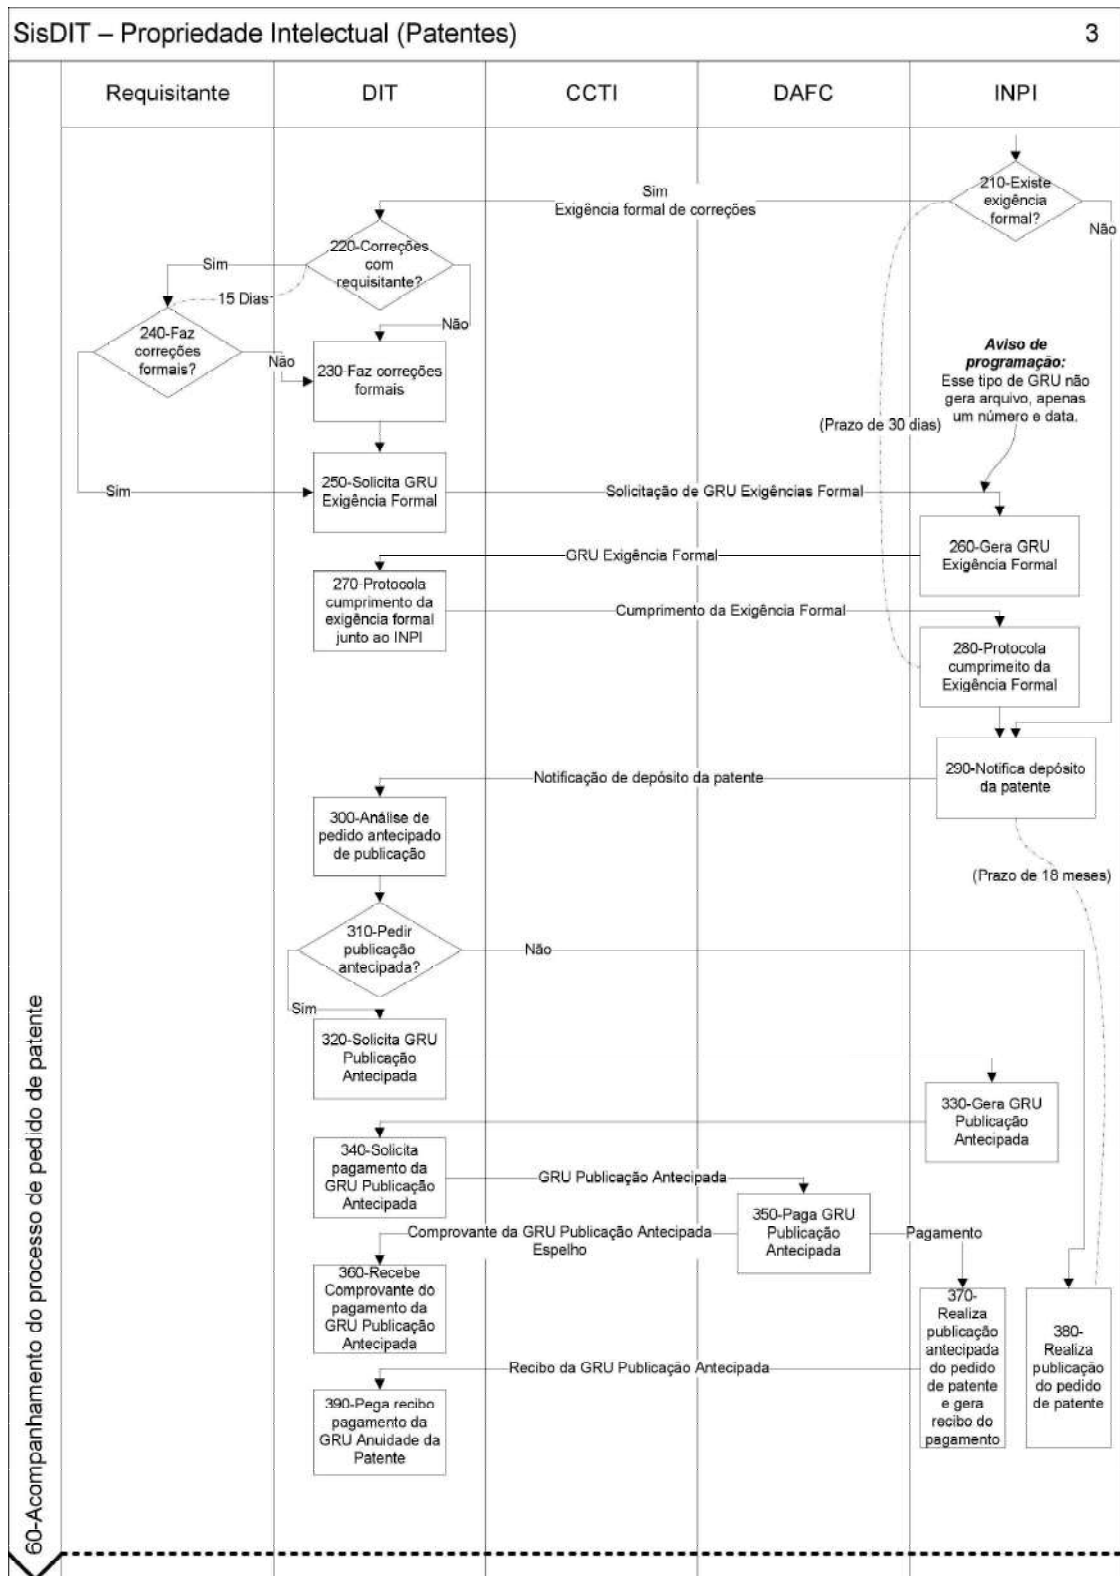 SisDIT – Propriedade Intelectual (Patentes)
3
Requisitante
DIT
CCTI
DAFC
INPI
210-Existe
exigência
formal?
Sim
Exigência formal de correções
Não
220-Correções
com
requisitante?
Sim
15 Dias
Não
240-Faz
correções
formais?
Não
230-Faz correções
formais
Aviso de
programação:
Esse tipo de GRU não
gera arquivo, apenas
um número e data.
(Prazo de 30 dias)
Sim
250-Solicita GRU
Exigência Formal
Solicitação de GRU Exigências Formal
260-Gera GRU
Exigência Formal
GRU Exigência Formal
270-Protocola
cumprimento da
exigência formal
junto ao INPI
Cumprimento da Exigência Formal
280-Protocola
cumprimeito da
Exigência Formal
290-Notifica depósito
da patente
Notificação de depósito da patente
300-Análise de
pedido antecipado
de publicação
(Prazo de 18 meses)
310-Pedir
publicação
antecipada?
Não
Sim
320-Solicita GRU
Publicação
Antecipada
330-Gera GRU
Publicação
Antecipada
340-Solicita
pagamento da
GRU Publicação
Antecipada
GRU Publicação Antecipada
350-Paga GRU
Publicação
Antecipada
Comprovante da GRU Publicação Antecipada
Espelho
Pagamento
360-Recebe
Comprovante do
pagamento da
GRU Publicação
Antecipada
370-
Realiza
publicação
antecipada
do pedido
de patente
e gera
recibo do
pagamento
380-
Realiza
publicação
do pedido
de patente
Recibo da GRU Publicação Antecipada
390-Pega recibo
pagamento da
GRU Anuidade da
Patente
60-Acompanhamento do processo de pedido de patente